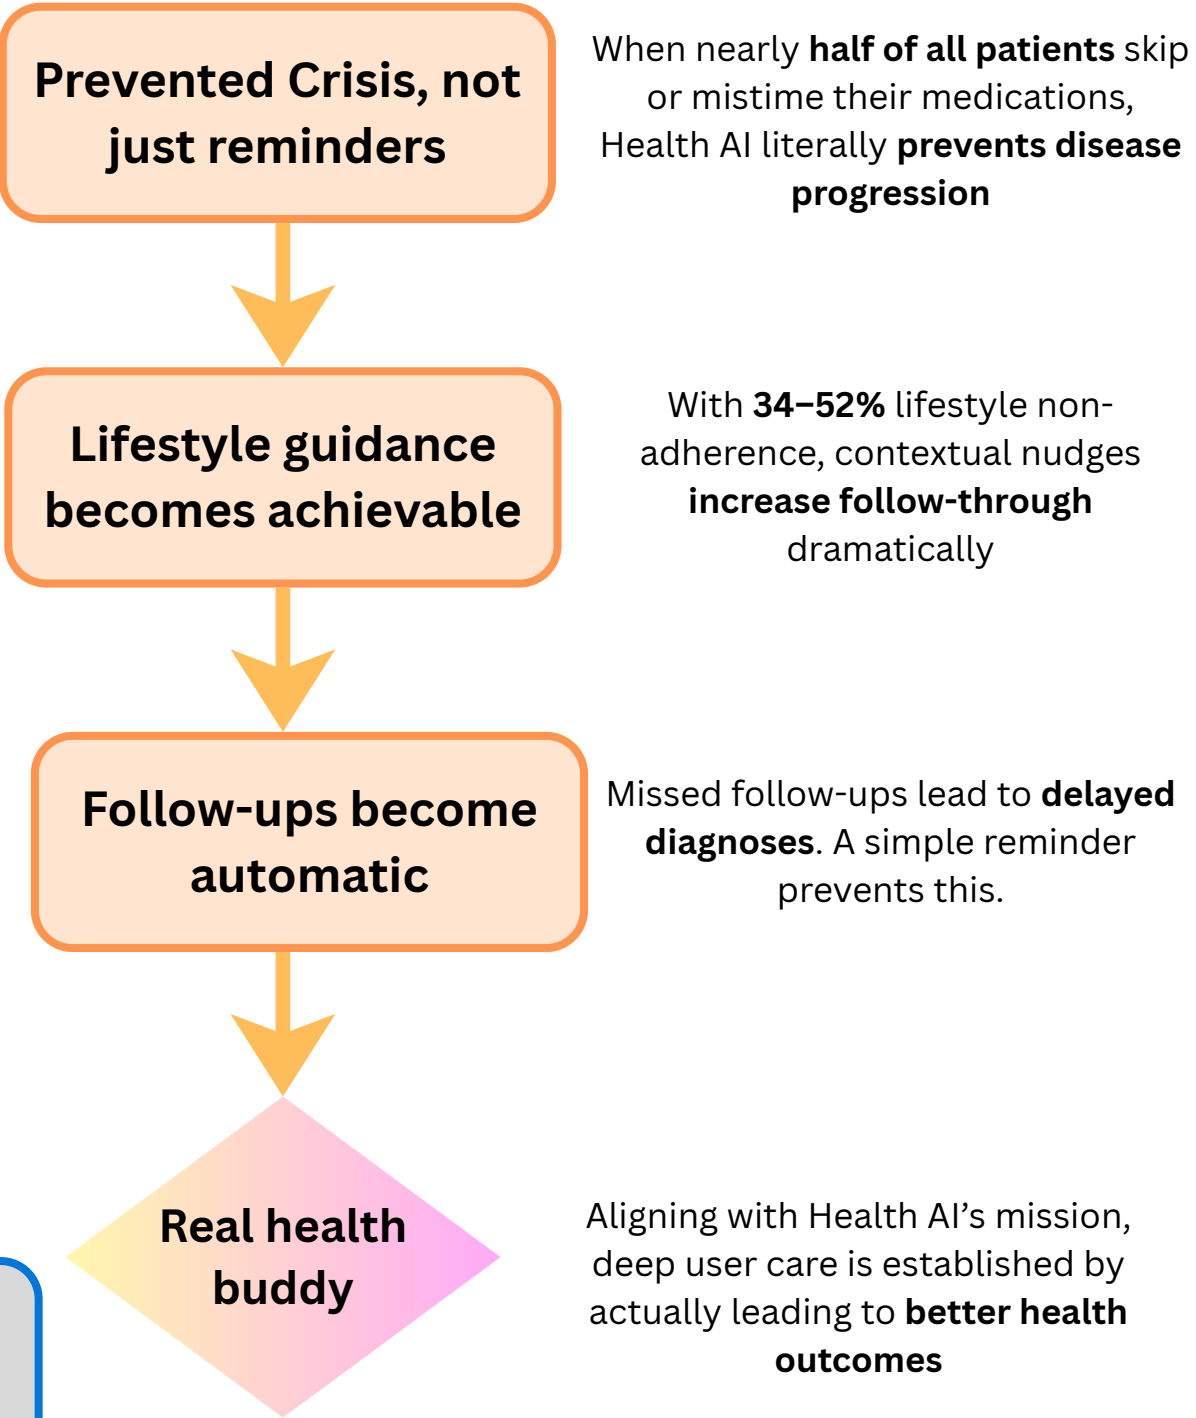 Prevented Crisis, not
just reminders
When nearly half of all patients skip
or mistime their medications,
Health AI literally prevents disease
progression
Lifestyle guidance
becomes achievable
With 34–52% lifestyle non-
adherence, contextual nudges
increase follow-through
dramatically
Follow-ups become
automatic
Missed follow-ups lead to delayed
diagnoses. A simple reminder
prevents this.
Real health
buddy
Aligning with Health AI’s mission,
deep user care is established by
actually leading to better health
outcomes